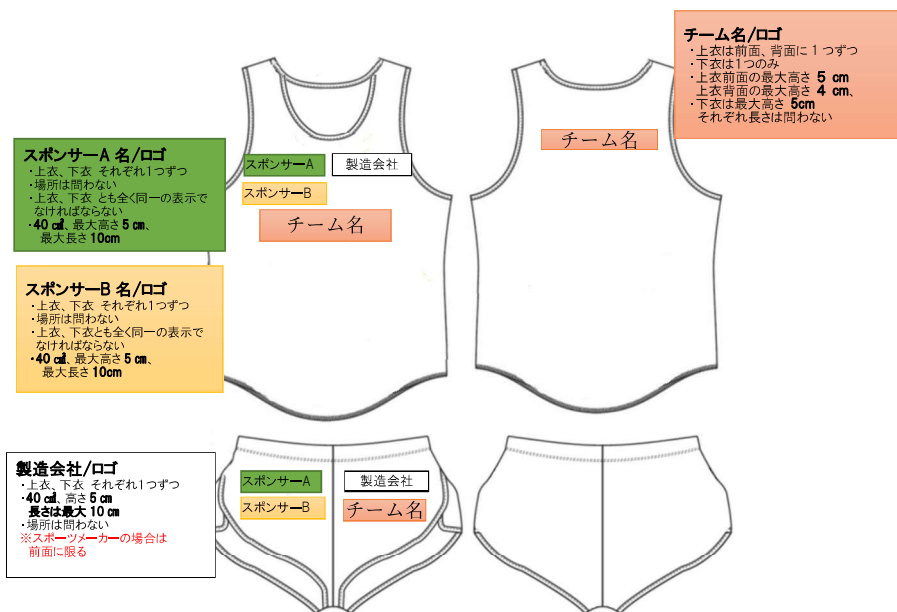 チーム名/ロゴ
・上衣は前面、背面に１つずつ
・下衣は1つのみ
・上衣前面の最大高さ 5 cm
上衣背面の最大高さ 4 cm、
・下衣は最大高さ 5cm
それぞれ長さは問わない
スポンサーA 名/ロゴ
・上衣、下衣 それぞれ1つずつ
・場所は問わない
・上衣、下衣 とも全く同一の表示で
なければならない
・40 ㎠、最大高さ 5 ㎝、
最大長さ 10cm
スポンサーB 名/ロゴ
・上衣、下衣 それぞれ1つずつ
・場所は問わない
・上衣、下衣とも全く同一の表示で
なければならない
・40 ㎠、最大高さ 5 ㎝、
最大長さ 10cm
製造会社/ロゴ
・上衣、下衣 それぞれ1つずつ
・40 ㎠、高さ 5 ㎝
長さは最大 10 ㎝
・場所は問わない
※スポーツメーカーの場合は
前面に限る
スポンサーA
製造会社
スポンサーB
チーム名
チーム名
スポンサーA
製造会社
スポンサーB
チーム名